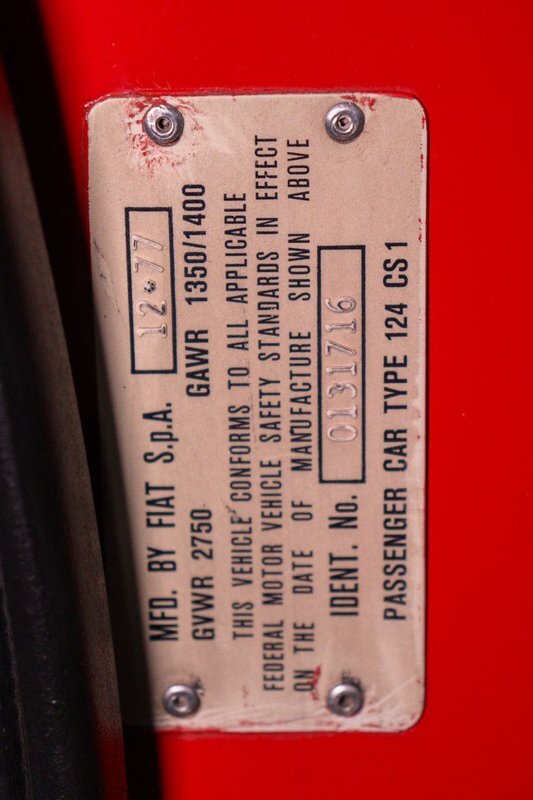 MFD. BY FIAT S.p.A. 12•77
GVWR 2750 GAWR 1350/1400
THIS VEHICLE CONFORMS TO ALL APPLICABLE
FEDERAL MOTOR VEHICLE SAFETY STANDARDS IN EFFECT
ON THE DATE OF MANUFACTURE SHOWN ABOVE
IDENT. No. 0131716
PASSENGER CAR TYPE 124 CS1